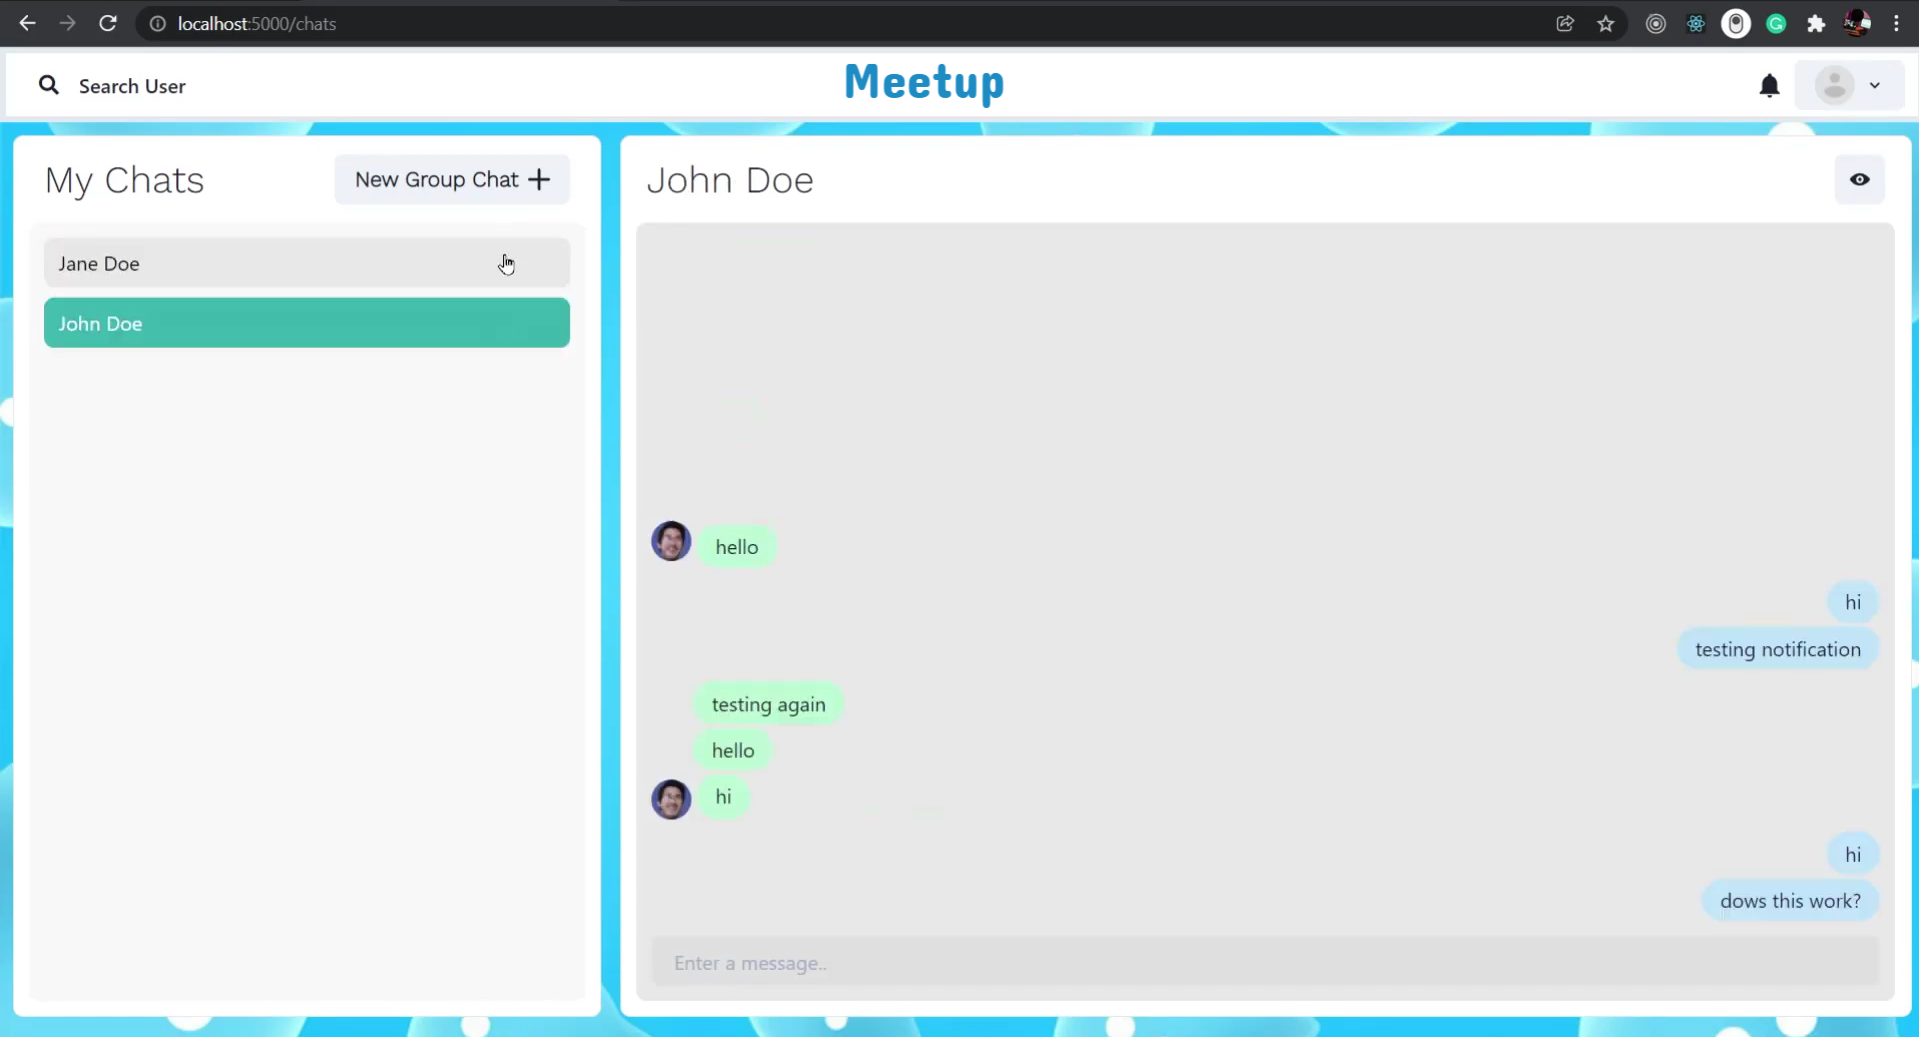 localhost:5000/chats
Search User
Meetup
My Chats
New Group Chat +
Jane Doe
John Doe
John Doe
hello
hi
testing notification
testing again
hello
hi
hi
dows this work?
Enter a message..